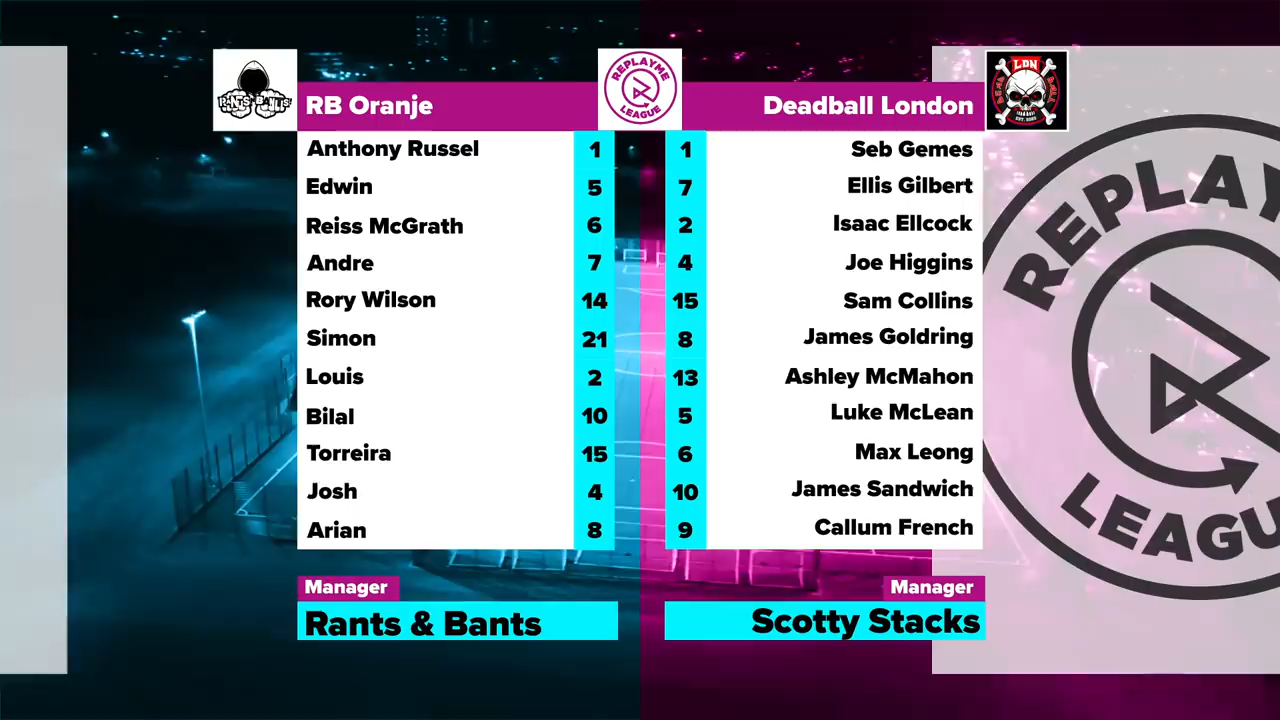 REPLAYME
LEAGUE
LDN
RB Oranje
Deadball London
Anthony Russel 1
1 Seb Gemes
Edwin 5
7 Ellis Gilbert
Reiss McGrath 6
2 Isaac Ellcock
Andre 7
4 Joe Higgins
Rory Wilson 14
15 Sam Collins
Simon 21
8 James Goldring
Louis 2
13 Ashley McMahon
Bilal 10
5 Luke McLean
Torreira 15
6 Max Leong
Josh 4
10 James Sandwich
Arian 8
9 Callum French
Manager
Rants & Bants
Manager
Scotty Stacks
REPLAY
LEAGU